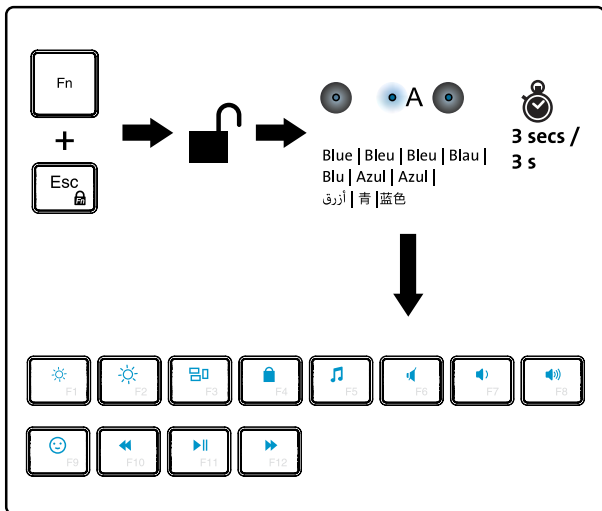 Fn
+
Esc
Fn
A
3 secs /
3 s
Blue | Bleu | Bleu | Blau |
Blu | Azul | Azul |
أزرق | 青 | 蓝色
F1 F2 F3 F4 F5 F6 F7 F8
F9 F10 F11 F12